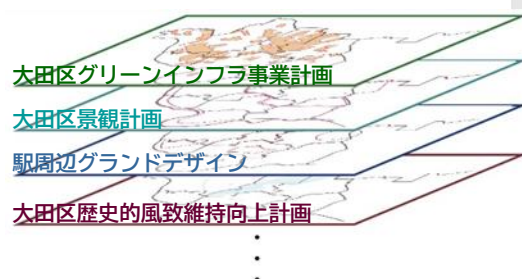 大田区グリーンインフラ事業計画
大田区景観計画
駅周辺グランドデザイン
大田区歴史的風致維持向上計画